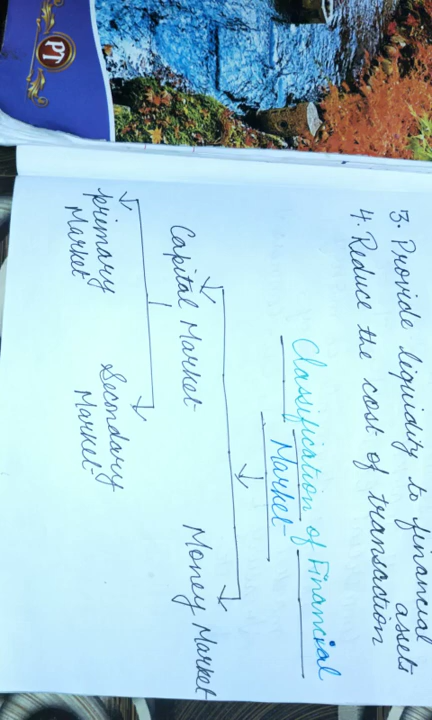 3. Provide liquidity to financial
assets
4. Reduce the cost of transaction
Classification of Financial
Market
Capital Market
Money Market
primary
Market
Secondary
Market
PT